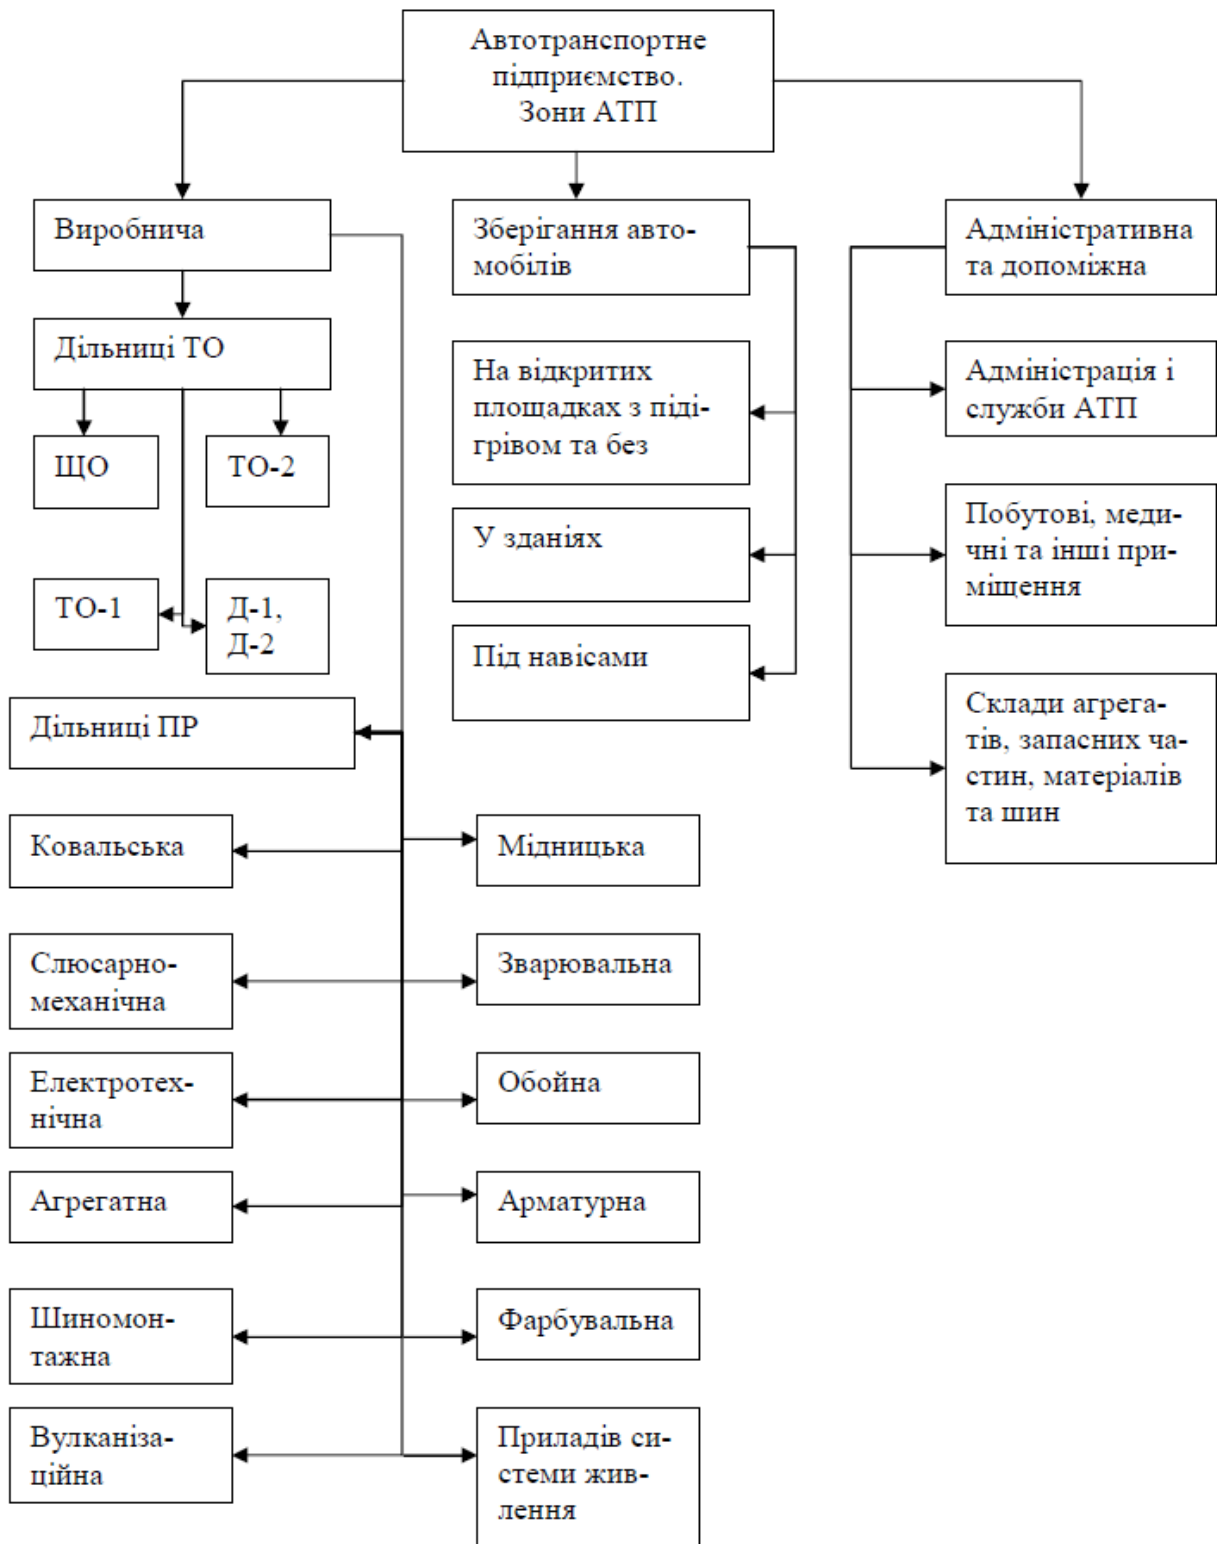 Автотранспортне
підприємство.
Зони АТП
Виробнича
Зберігання авто-
мобілів
Адміністративна
та допоміжна
Дільниці ТО
На відкритих
площадках з піді-
грівом та без
Адміністрація і
служби АТП
ЩО
ТО-2
У зданіях
Побутові, меди-
чні та інші при-
міщення
ТО-1
Д-1,
Д-2
Під навісами
Склади агрега-
тів, запасних ча-
стин, матеріалів
та шин
Дільниці ПР
Ковальська
Мідницька
Слюсарно-
механічна
Зварювальна
Електротех-
нічна
Обойна
Агрегатна
Арматурна
Шиномон-
тажна
Фарбувальна
Вулканіза-
ційна
Приладів си-
стеми жив-
лення